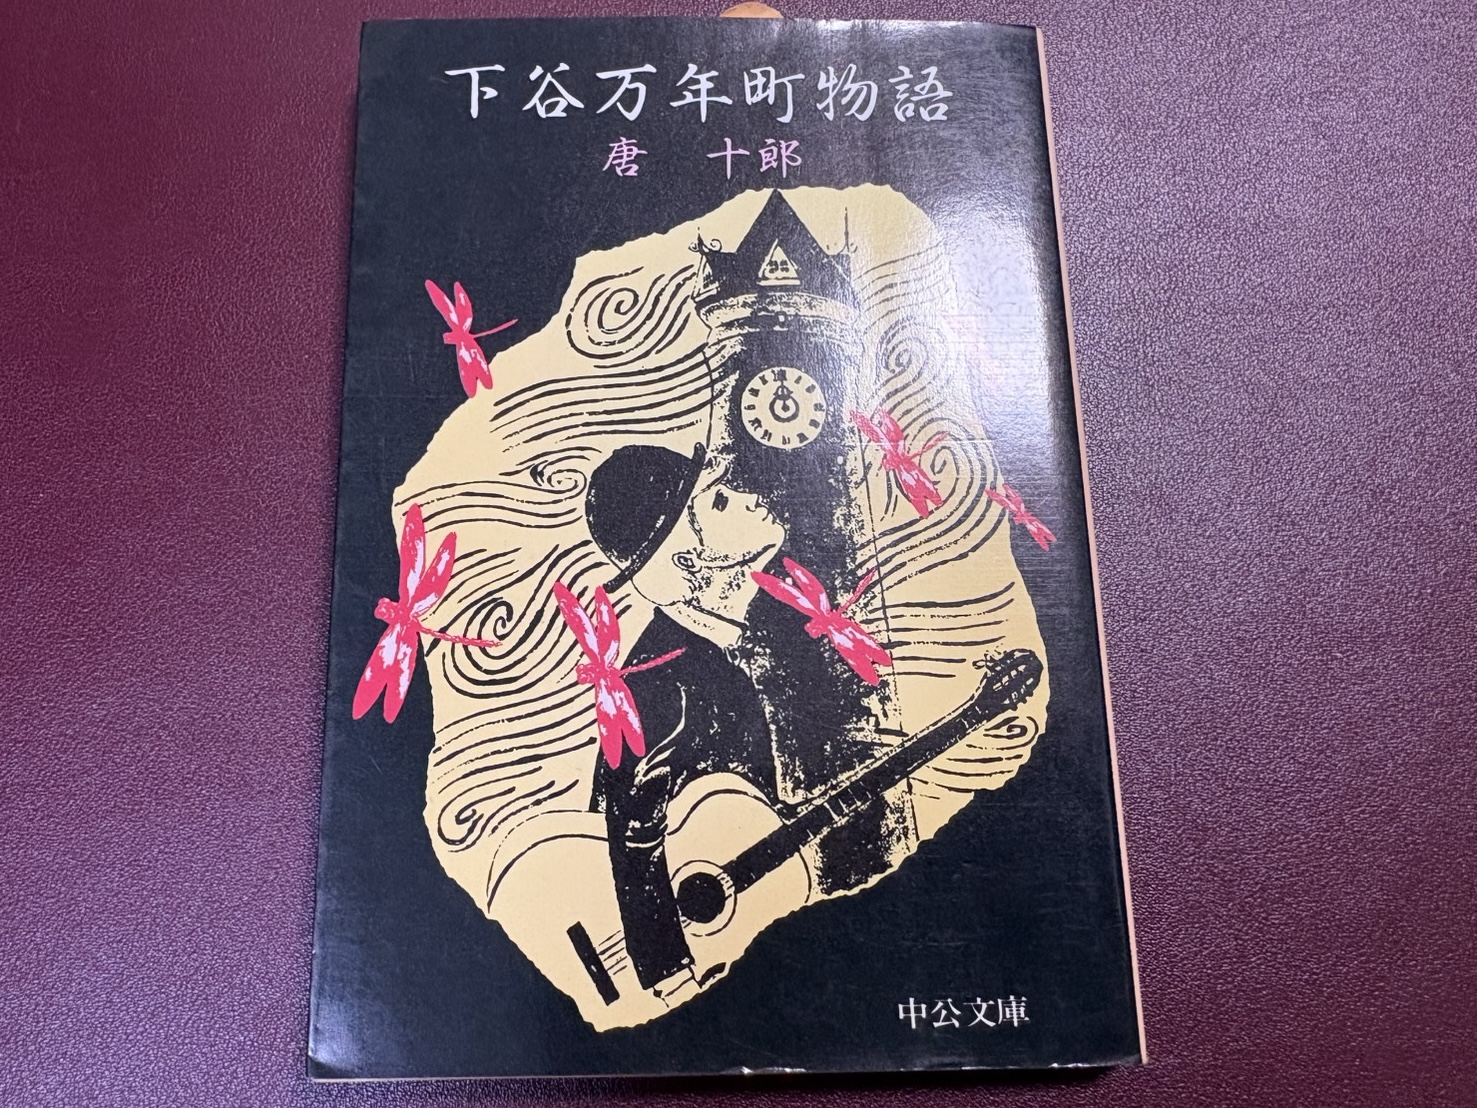 下谷万年町物語
唐 十郎
中公文庫